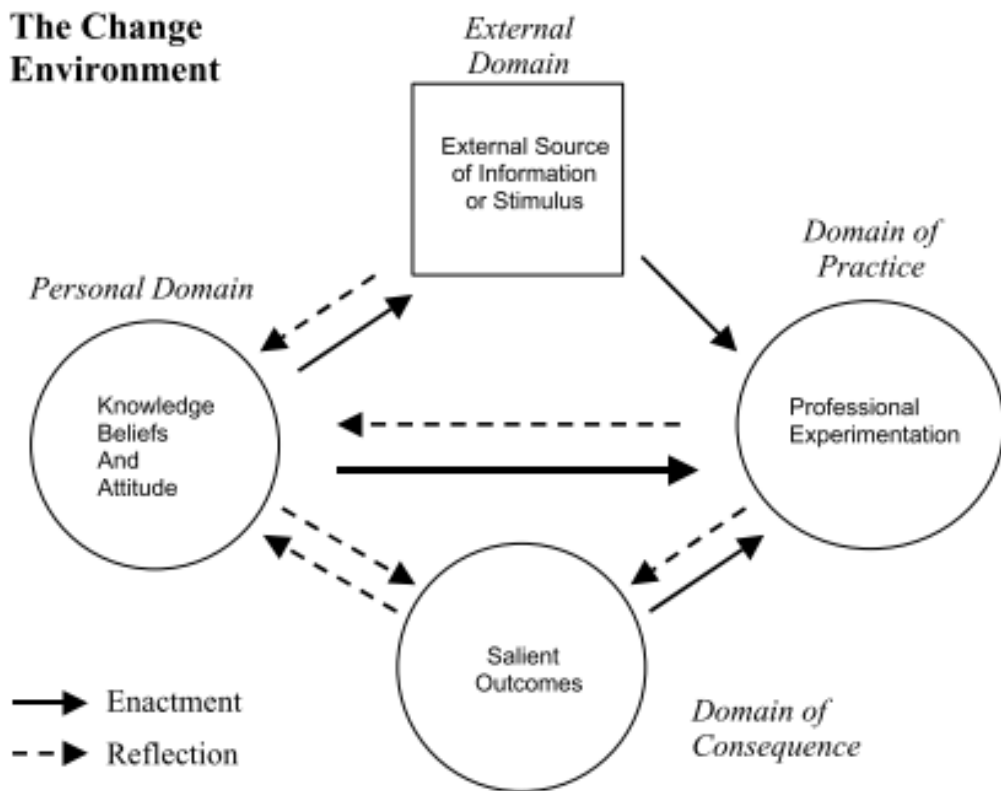 The Change
Environment
External
Domain
External Source
of Information
or Stimulus
Domain of
Practice
Personal Domain
Knowledge
Beliefs
And
Attitude
Professional
Experimentation
Salient
Outcomes
Enactment
Reflection
Domain of
Consequence